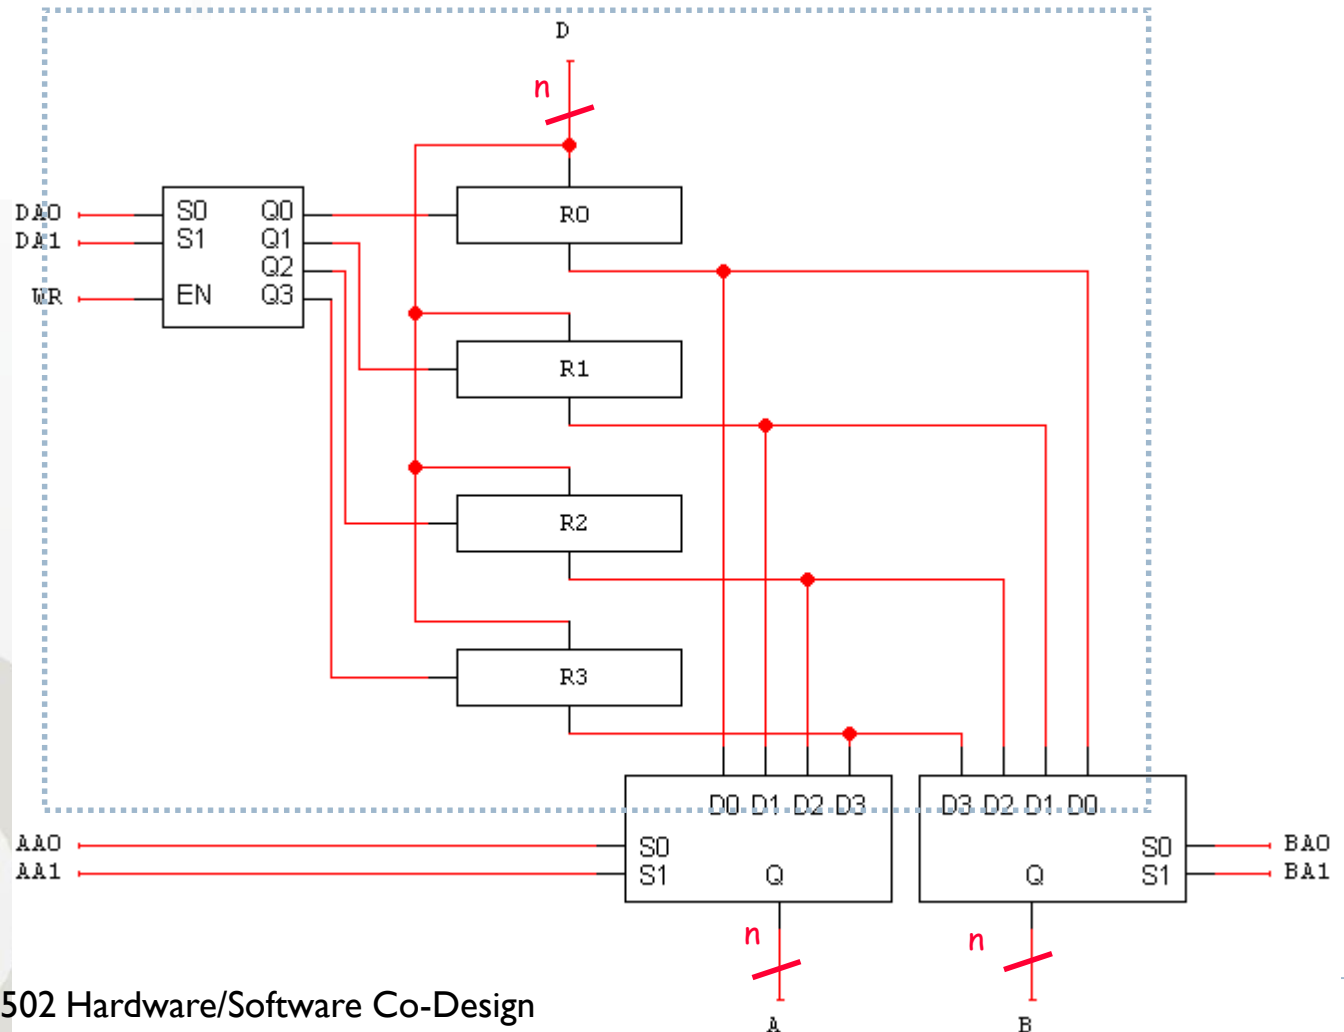 D
n
DA0 S0 Q0 R0
DA1 S1 Q1
Q2
WR EN Q3
R1
R2
R3
D0 D1 D2 D3 D3 D2 D1 D0
AA0 S0 S0 BA0
AA1 S1 Q Q S1 BA1
n n
502 Hardware/Software Co-Design
A B